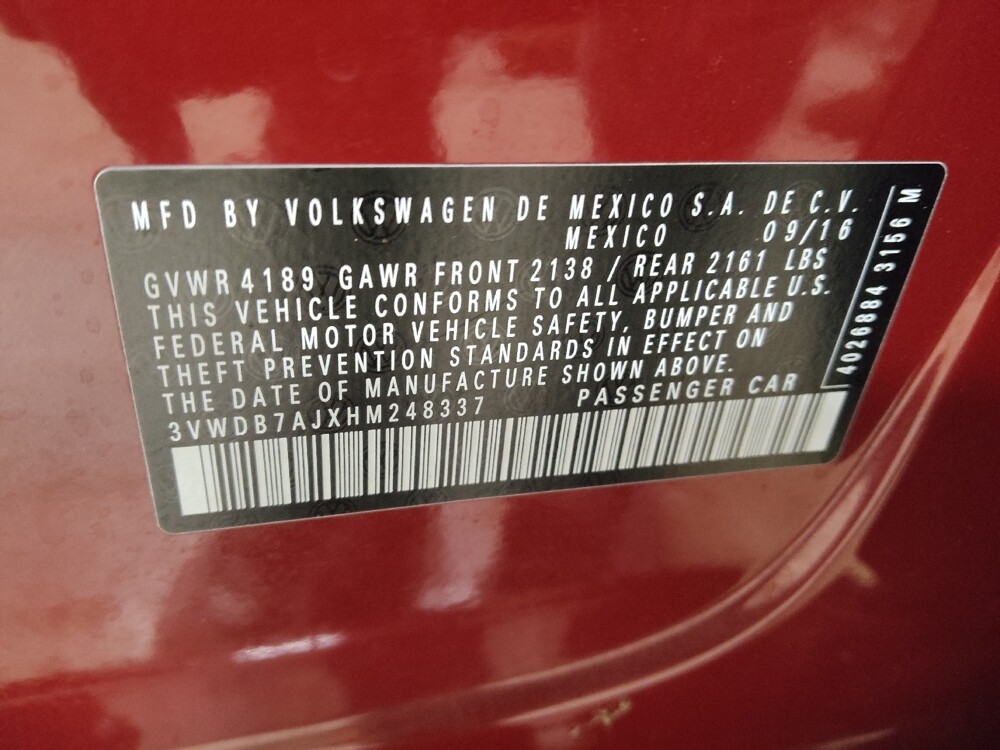 MFD BY VOLKSWAGEN DE MEXICO S.A. DE C.V.
MEXICO 09/16
GVWR 4189 GAWR FRONT 2138 / REAR 2161 LBS
THIS VEHICLE CONFORMS TO ALL APPLICABLE U.S.
FEDERAL MOTOR VEHICLE SAFETY, BUMPER AND
THEFT PREVENTION STANDARDS IN EFFECT ON
THE DATE OF MANUFACTURE SHOWN ABOVE.
3VWDB7AJXHM248337 PASSENGER CAR
4026884 3156 M